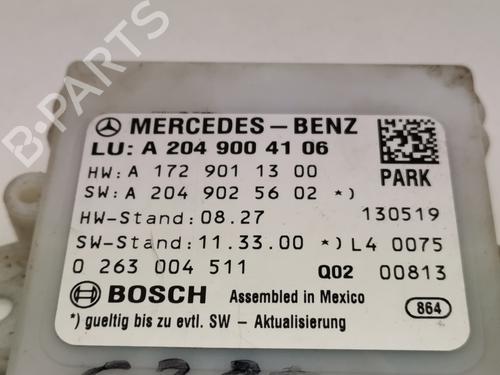 B-PARTS
MERCEDES-BENZ
LU: A 204 900 41 06
HW: A 172 901 13 00
SW: A 204 902 56 02 *)
PARK
HW-Stand: 08.27
130519
SW-Stand: 11.33.00 *) L4 0075
0 263 004 511 Q02 00813
BOSCH Assembled in Mexico
*) gueltig bis zu evtl. SW - Aktualisierung
864